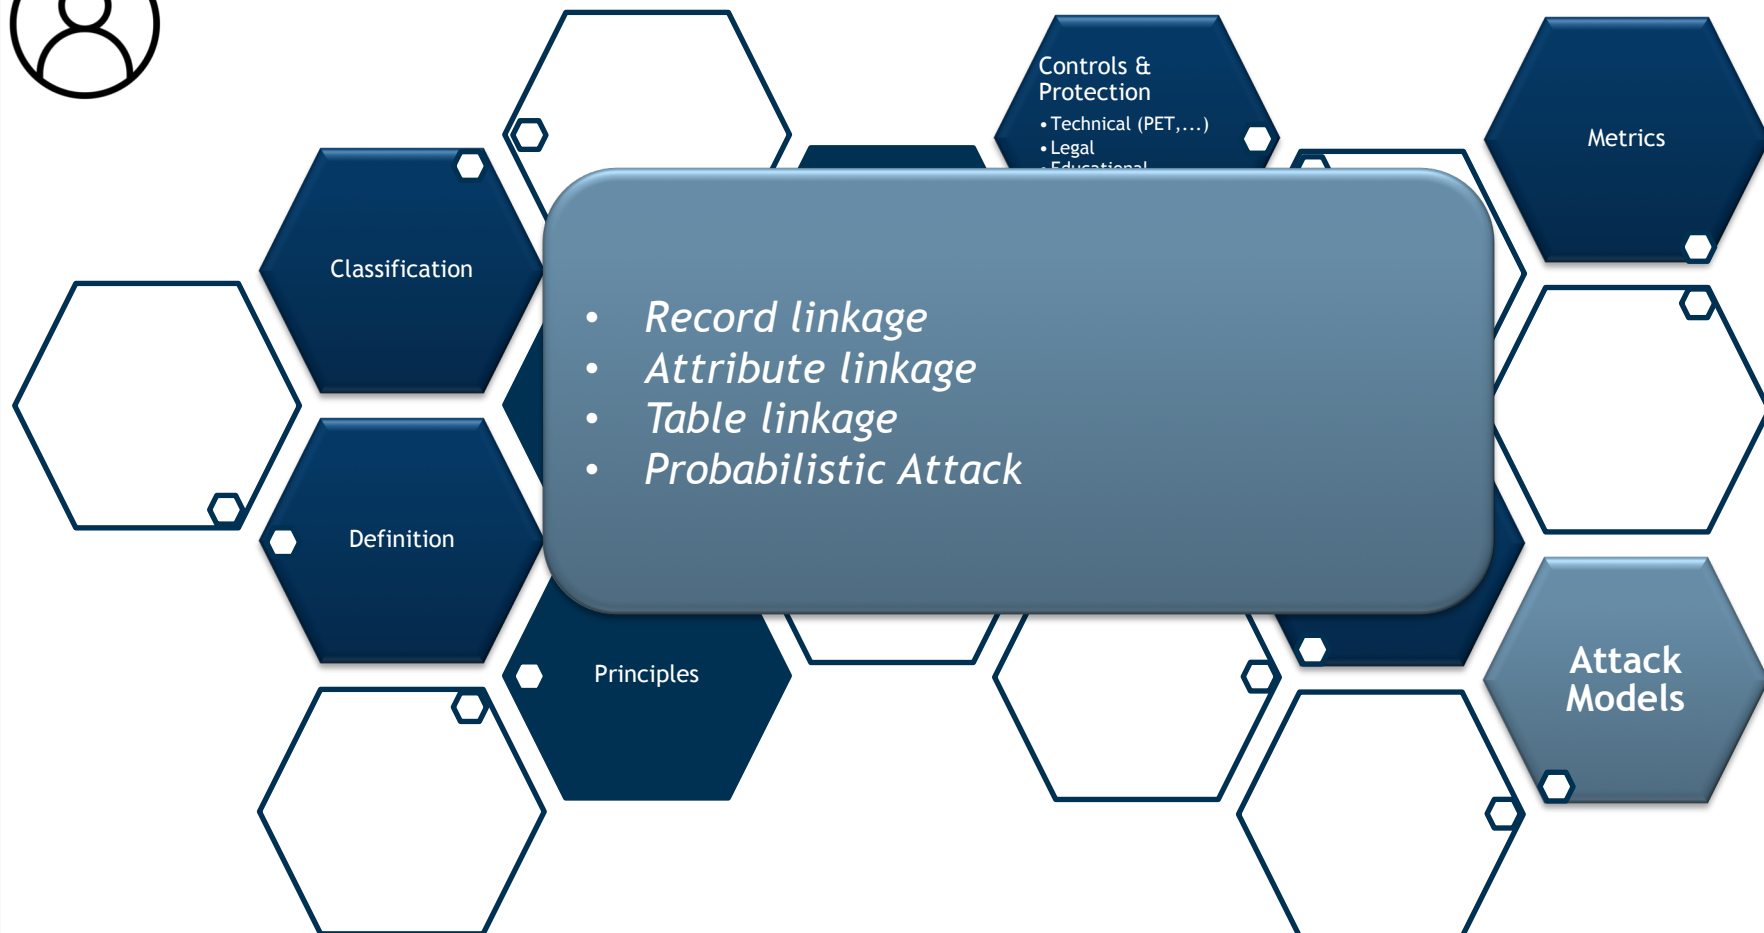 Controls &
Protection
• Technical (PET,...)
• Legal
• Educational
Metrics
Classification
• Record linkage
• Attribute linkage
• Table linkage
• Probabilistic Attack
Definition
Principles
Attack
Models